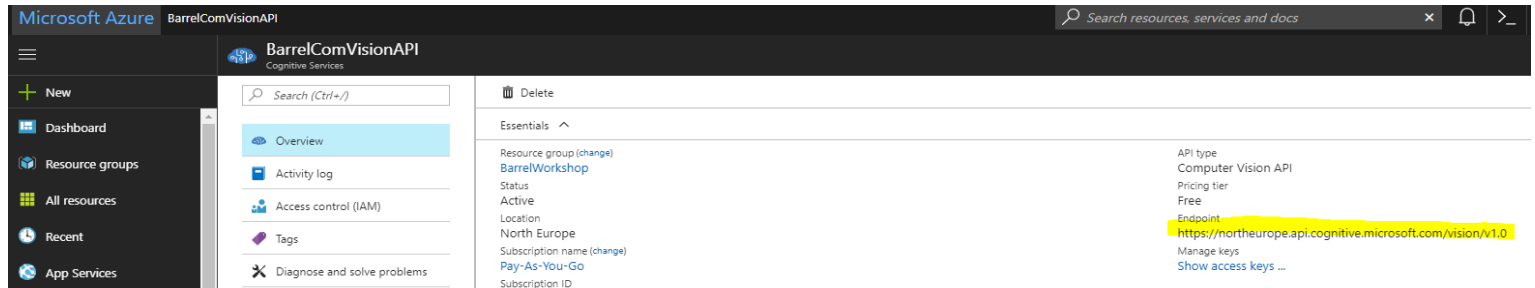 Microsoft Azure BarrelComVisionAPI
Search resources, services and docs
BarrelComVisionAPI
Cognitive Services
New
Dashboard
Resource groups
All resources
Recent
App Services
Search (Ctrl+/)
Overview
Activity log
Access control (IAM)
Tags
Diagnose and solve problems
Delete
Essentials
Resource group (change)
BarrelWorkshop
Status
Active
Location
North Europe
Subscription name (change)
Pay-As-You-Go
Subscription ID
API type
Computer Vision API
Pricing tier
Free
Endpoint
https://northeurope.api.cognitive.microsoft.com/vision/v1.0
Manage keys
Show access keys ...